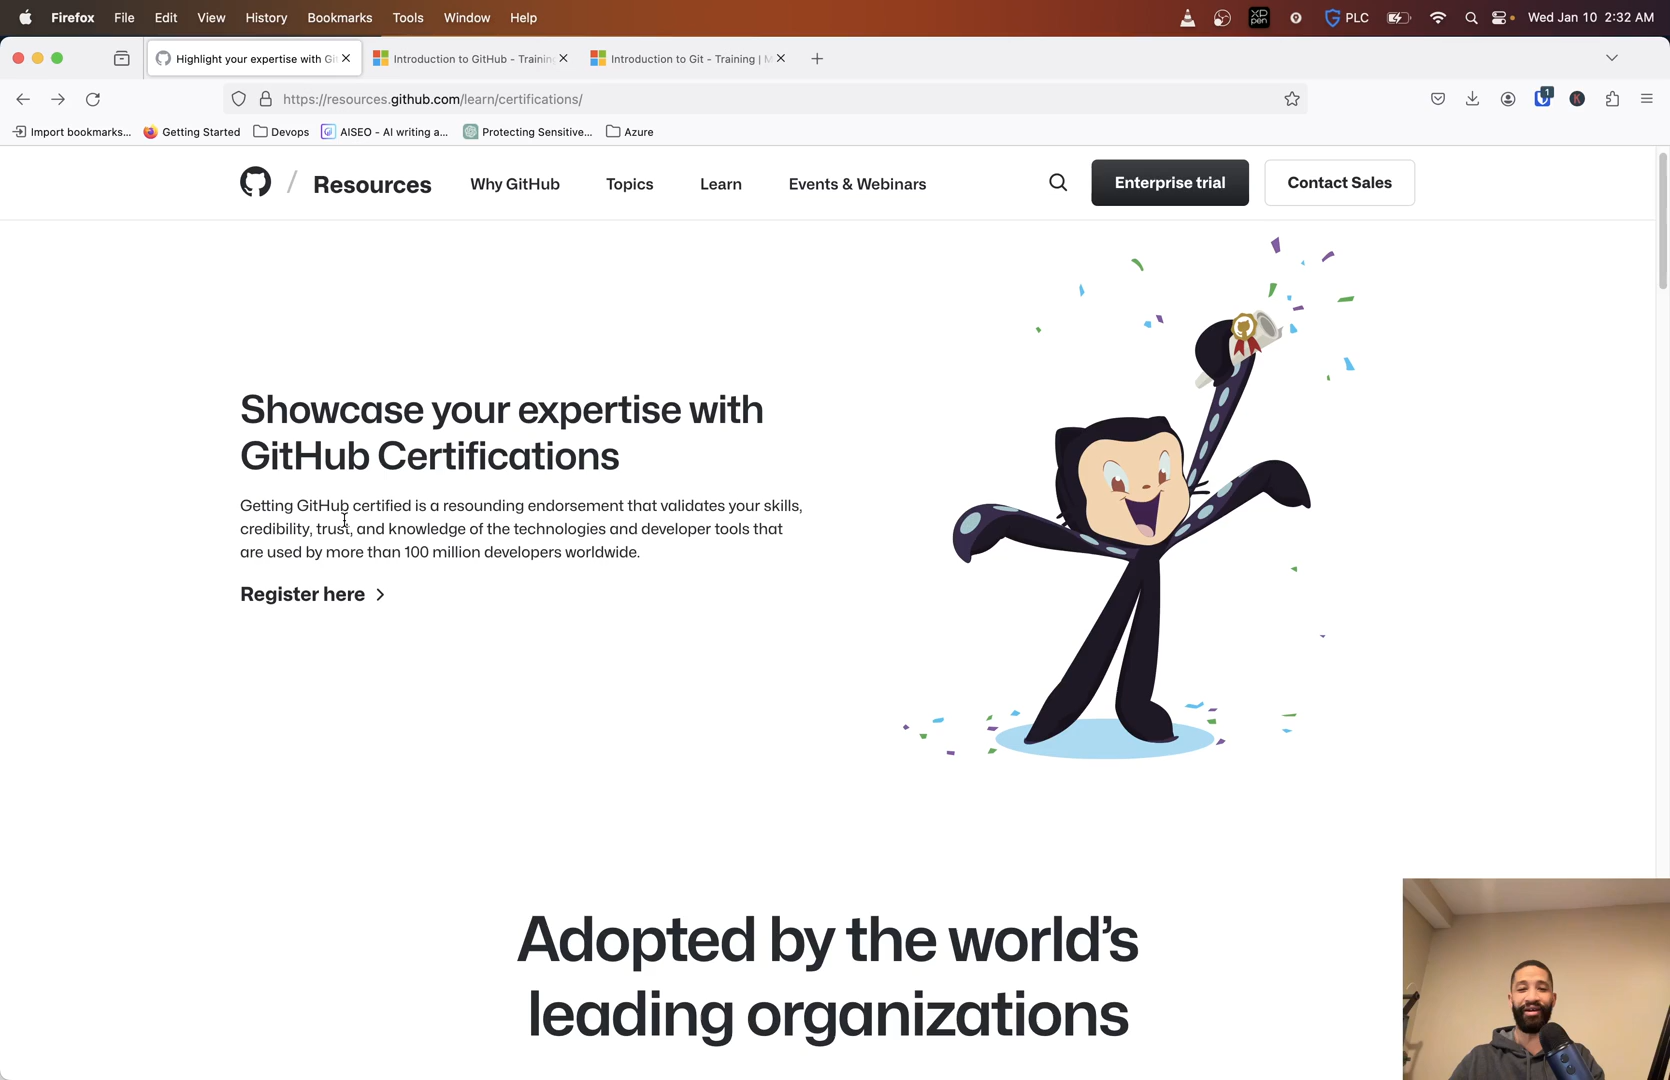 Firefox File Edit View History Bookmarks Tools Window Help XP PEN PLC Wed Jan 10 2:32 AM
Highlight your expertise with Gi Introduction to GitHub - Training Introduction to Git - Training | M
https://resources.github.com/learn/certifications/ 1 K
Import bookmarks... Getting Started Devops AISEO - AI writing a... Protecting Sensitive... Azure
/ Resources Why GitHub Topics Learn Events & Webinars Enterprise trial Contact Sales
Showcase your expertise with
GitHub Certifications
Getting GitHub certified is a resounding endorsement that validates your skills,
credibility, trust, and knowledge of the technologies and developer tools that
are used by more than 100 million developers worldwide.
Register here
Adopted by the world's
leading organizations